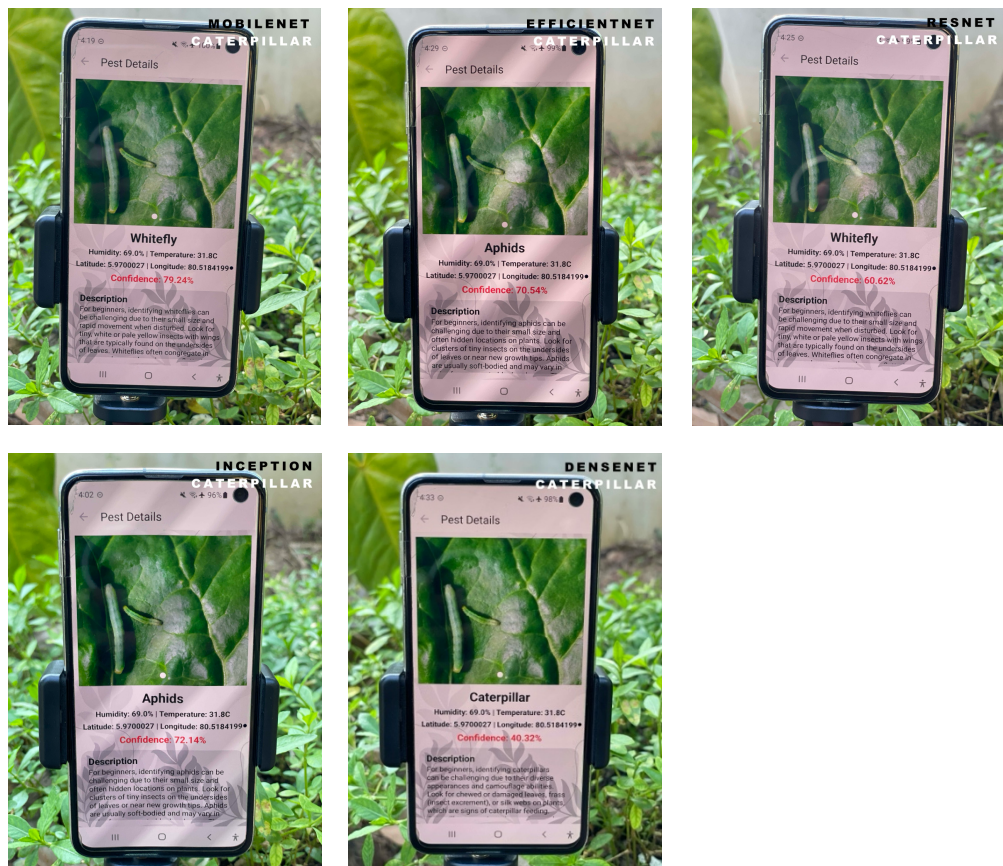 MOBILENET
CATERPILLAR
4:19
Pest Details
Whitefly
Humidity: 69.0% | Temperature: 31.8C
Latitude: 5.9700027 | Longitude: 80.5184199
Confidence: 79.24%
Description
For beginners, identifying whiteflies can
be challenging due to their small size and
rapid movement when disturbed. Look for
tiny white or pale yellow insects with wings
that are typically found on the undersides
of leaves. Whiteflies often congregate in
EFFICIENTNET
CATERPILLAR
4:29 99%
Pest Details
Aphids
Humidity: 69.0% | Temperature: 31.8C
Latitude: 5.9700027 | Longitude: 80.5184199
Confidence: 70.54%
Description
For beginners, identifying aphids can be
challenging due to their small size and
often hidden locations on plants. Look for
clusters of tiny insects on the undersides
of leaves or near new growth tips. Aphids
are usually soft-bodied and may vary in
RESNET
CATERPILLAR
4:25
Pest Details
Whitefly
Humidity: 69.0% | Temperature: 31.8C
Latitude: 5.9700027 | Longitude: 80.5184199
Confidence: 60.62%
Description
For beginners, identifying whiteflies can
be challenging due to their small size and
rapid movement when disturbed. Look for
tiny white or pale yellow insects with wings
that are typically found on the undersides
of leaves. Whiteflies often congregate in
INCEPTION
CATERPILLAR
4:02 96%
Pest Details
Aphids
Humidity: 69.0% | Temperature: 31.8C
Latitude: 5.9700027 | Longitude: 80.5184199
Confidence: 72.14%
Description
For beginners, identifying aphids can be
challenging due to their small size and
often hidden locations on plants. Look for
clusters of tiny insects on the undersides
of leaves or near new growth tips. Aphids
are usually soft-bodied and may vary in
DENSENET
CATERPILLAR
4:33 98%
Pest Details
Caterpillar
Humidity: 69.0% | Temperature: 31.8C
Latitude: 5.9700027 | Longitude: 80.5184199
Confidence: 40.32%
Description
For beginners, identifying caterpillars
can be challenging due to their diverse
appearances and camouflage abilities.
Look for chewed or damaged leaves, frass
(insect excrement), or silk webs on plants,
which are signs of caterpillar feeding.